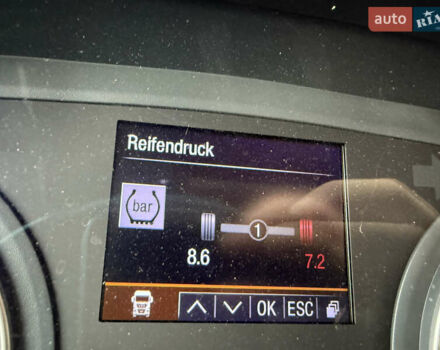 auto RIA
Reifendruck
bar
1
8.6 7.2
OK ESC